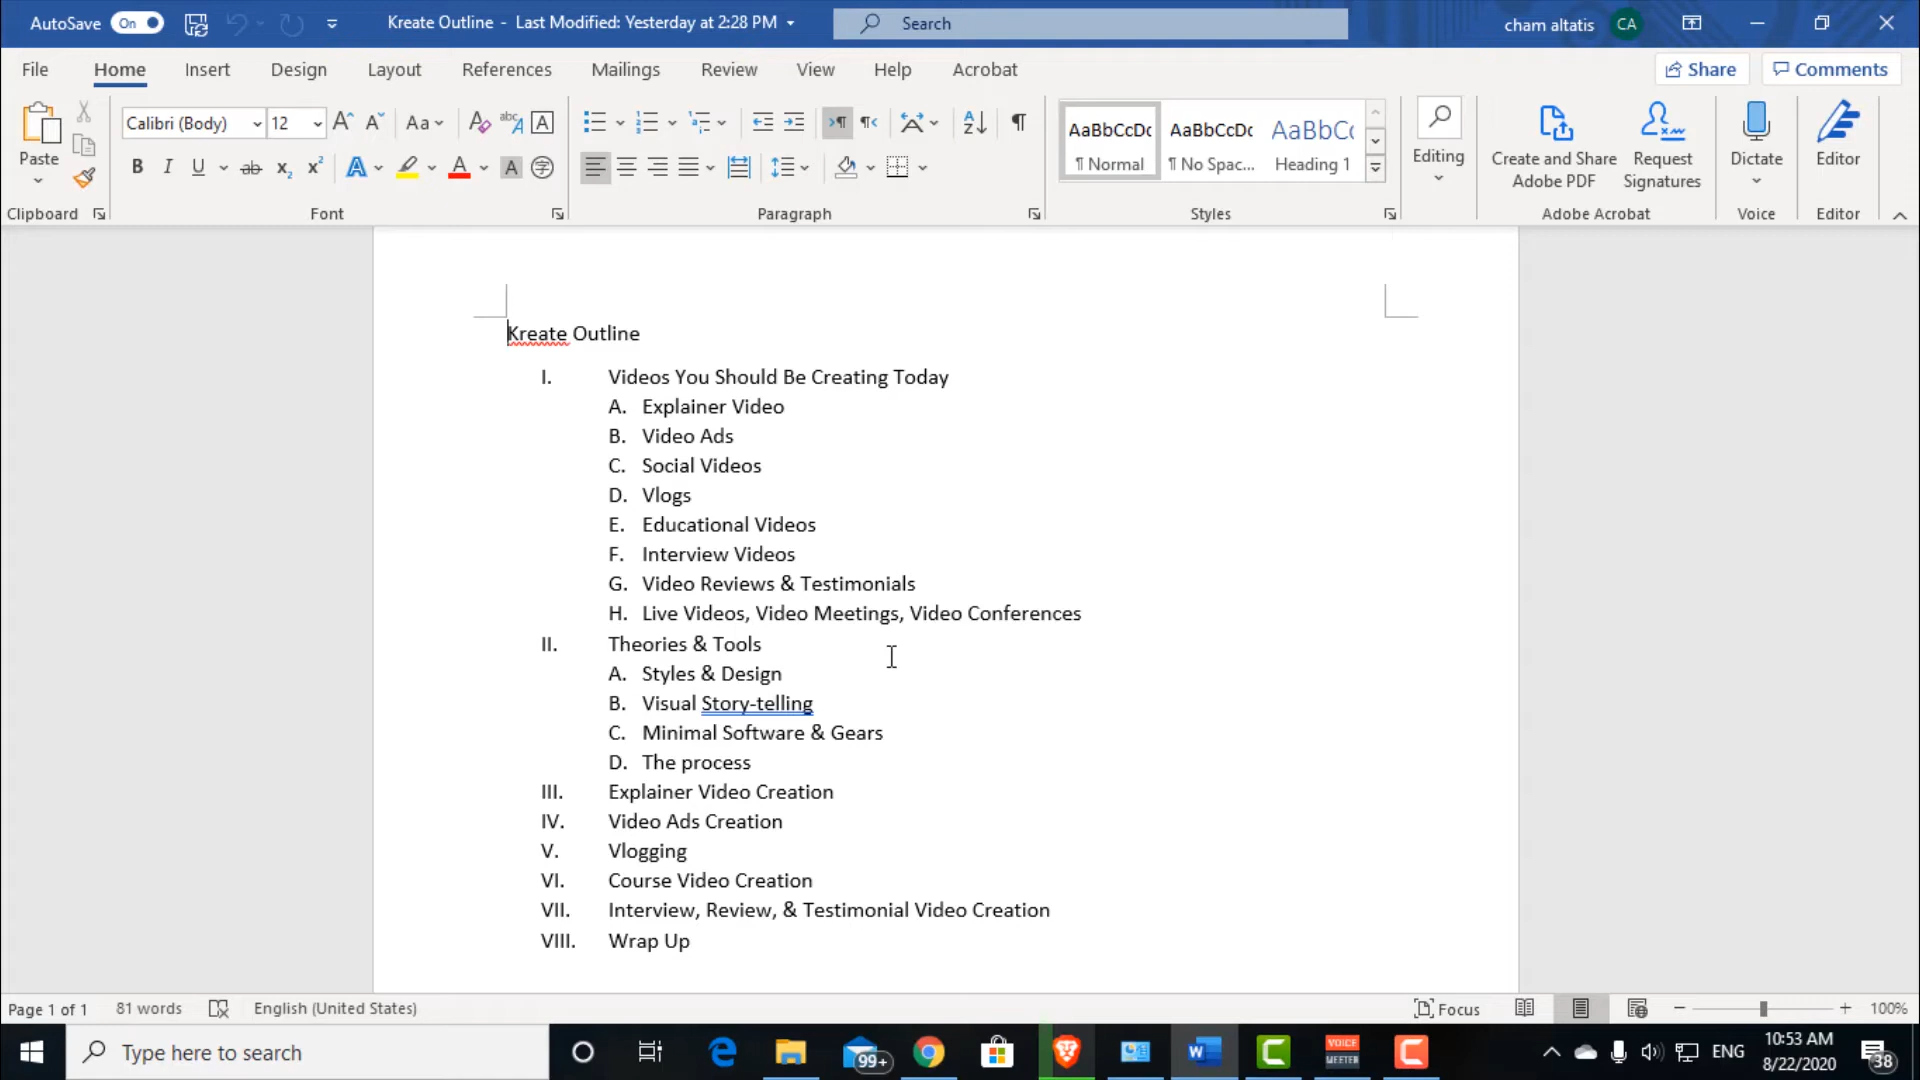 AutoSave On Kreate Outline - Last Modified: Yesterday at 2:28 PM Search cham altatis CA
File Home Insert Design Layout References Mailings Review View Help Acrobat Share Comments
Calibri (Body) 12 Aa abc A
Paste B I U ab x₂ x² A A A
AaBbCcDc AaBbCcDc AaBbCc
¶ Normal ¶ No Spac... Heading 1
Editing
Create and Share Adobe PDF
Request Signatures
Dictate Editor
Clipboard Font Paragraph Styles Adobe Acrobat Voice Editor
Kreate Outline
I. Videos You Should Be Creating Today
A. Explainer Video
B. Video Ads
C. Social Videos
D. Vlogs
E. Educational Videos
F. Interview Videos
G. Video Reviews & Testimonials
H. Live Videos, Video Meetings, Video Conferences
II. Theories & Tools
A. Styles & Design
B. Visual Story-telling
C. Minimal Software & Gears
D. The process
III. Explainer Video Creation
IV. Video Ads Creation
V. Vlogging
VI. Course Video Creation
VII. Interview, Review, & Testimonial Video Creation
VIII. Wrap Up
Page 1 of 1 81 words English (United States) Focus 100%
Type here to search 99+ VOICE MEETER ENG 10:53 AM
8/22/2020 38